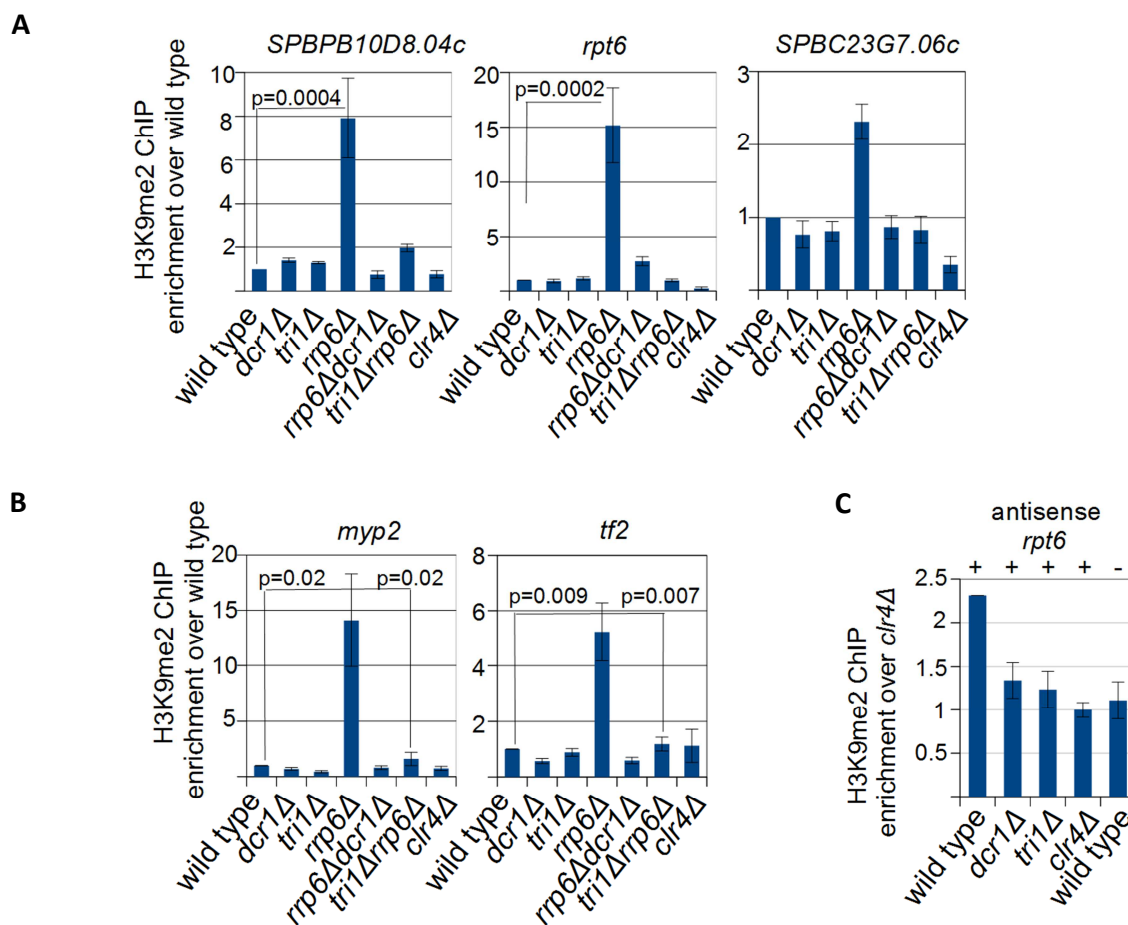 A
SPBPB10D8.04c
rpt6
SPBC23G7.06c
H3K9me2 ChIP
enrichment over wild type
10
8
6
4
2
p=0.0004
wild type
dcr1Δ
tri1Δ
rrp6Δ
rrp6Δdcr1Δ
tri1Δrrp6Δ
clr4Δ
20
15
10
5
p=0.0002
wild type
dcr1Δ
tri1Δ
rrp6Δ
rrp6Δdcr1Δ
tri1Δrrp6Δ
clr4Δ
3
2
1
wild type
dcr1Δ
tri1Δ
rrp6Δ
rrp6Δdcr1Δ
tri1Δrrp6Δ
clr4Δ
B
myp2
tf2
H3K9me2 ChIP
enrichment over wild type
20
15
10
5
p=0.02 p=0.02
wild type
dcr1Δ
tri1Δ
rrp6Δ
rrp6Δdcr1Δ
tri1Δrrp6Δ
clr4Δ
8
6
4
2
p=0.009 p=0.007
wild type
dcr1Δ
tri1Δ
rrp6Δ
rrp6Δdcr1Δ
tri1Δrrp6Δ
clr4Δ
C
antisense
rpt6
+ + + + -
H3K9me2 ChIP
enrichment over clr4Δ
2.5
2
1.5
1
0.5
wild type
dcr1Δ
tri1Δ
clr4Δ
wild type